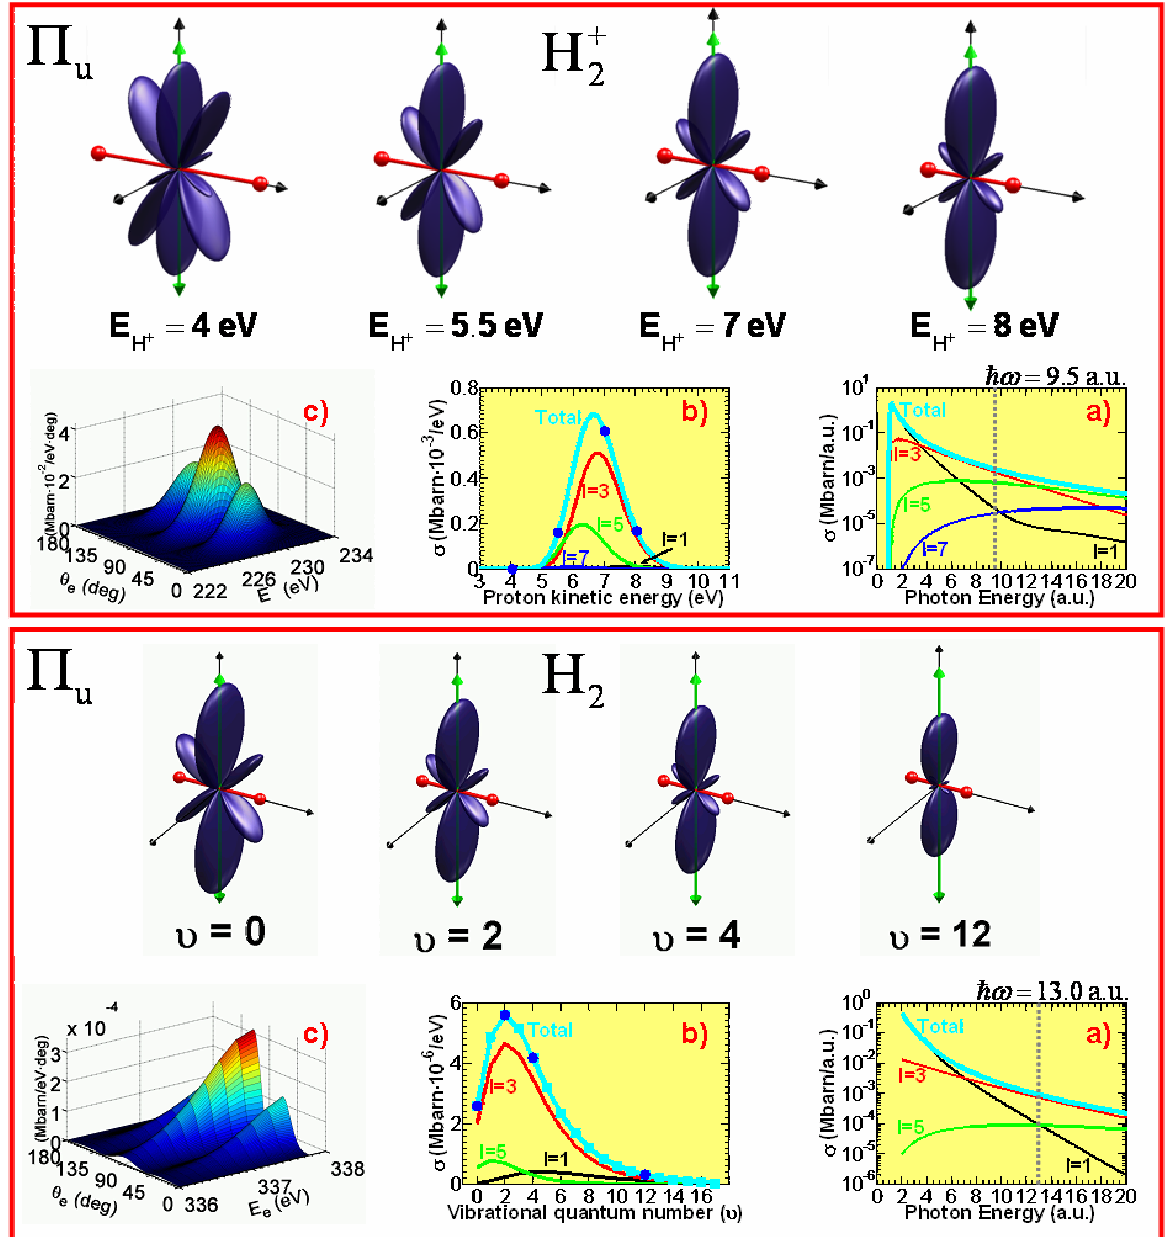 Πu H2+
EH+ = 4 eV EH+ = 5.5 eV EH+ = 7 eV EH+ = 8 eV
c)
(Mbarn·10-2/eV·deg)
4
2
0
180 135 90 45 0
θe (deg)
222 226 230 234
E (eV)
b)
σ (Mbarn·10-3/eV)
0.8
0.6
0.4
0.2
0
Total
l=3
l=5
l=1
l=7
3 4 5 6 7 8 9 10 11
Proton kinetic energy (eV)
ħω = 9.5 a.u.
a)
σ (Mbarn/a.u.)
101
10-1
10-3
10-5
10-7
Total
l=3
l=5
l=7
l=1
0 2 4 6 8 10 12 14 16 18 20
Photon Energy (a.u.)
Πu H2
υ = 0 υ = 2 υ = 4 υ = 12
c)
x 10-4
(Mbarn/eV·deg)
3
2
1
0
180 135 90 45 0
θe (deg)
336 337 338
Ee (eV)
b)
σ (Mbarn·10-6/eV)
6
4
2
0
Total
l=3
l=5
l=1
0 2 4 6 8 10 12 14 16
Vibrational quantum number (υ)
ħω = 13.0 a.u.
a)
σ (Mbarn/a.u.)
100
10-1
10-2
10-3
10-4
10-5
10-6
Total
l=3
l=5
l=1
0 2 4 6 8 10 12 14 16 18 20
Photon Energy (a.u.)